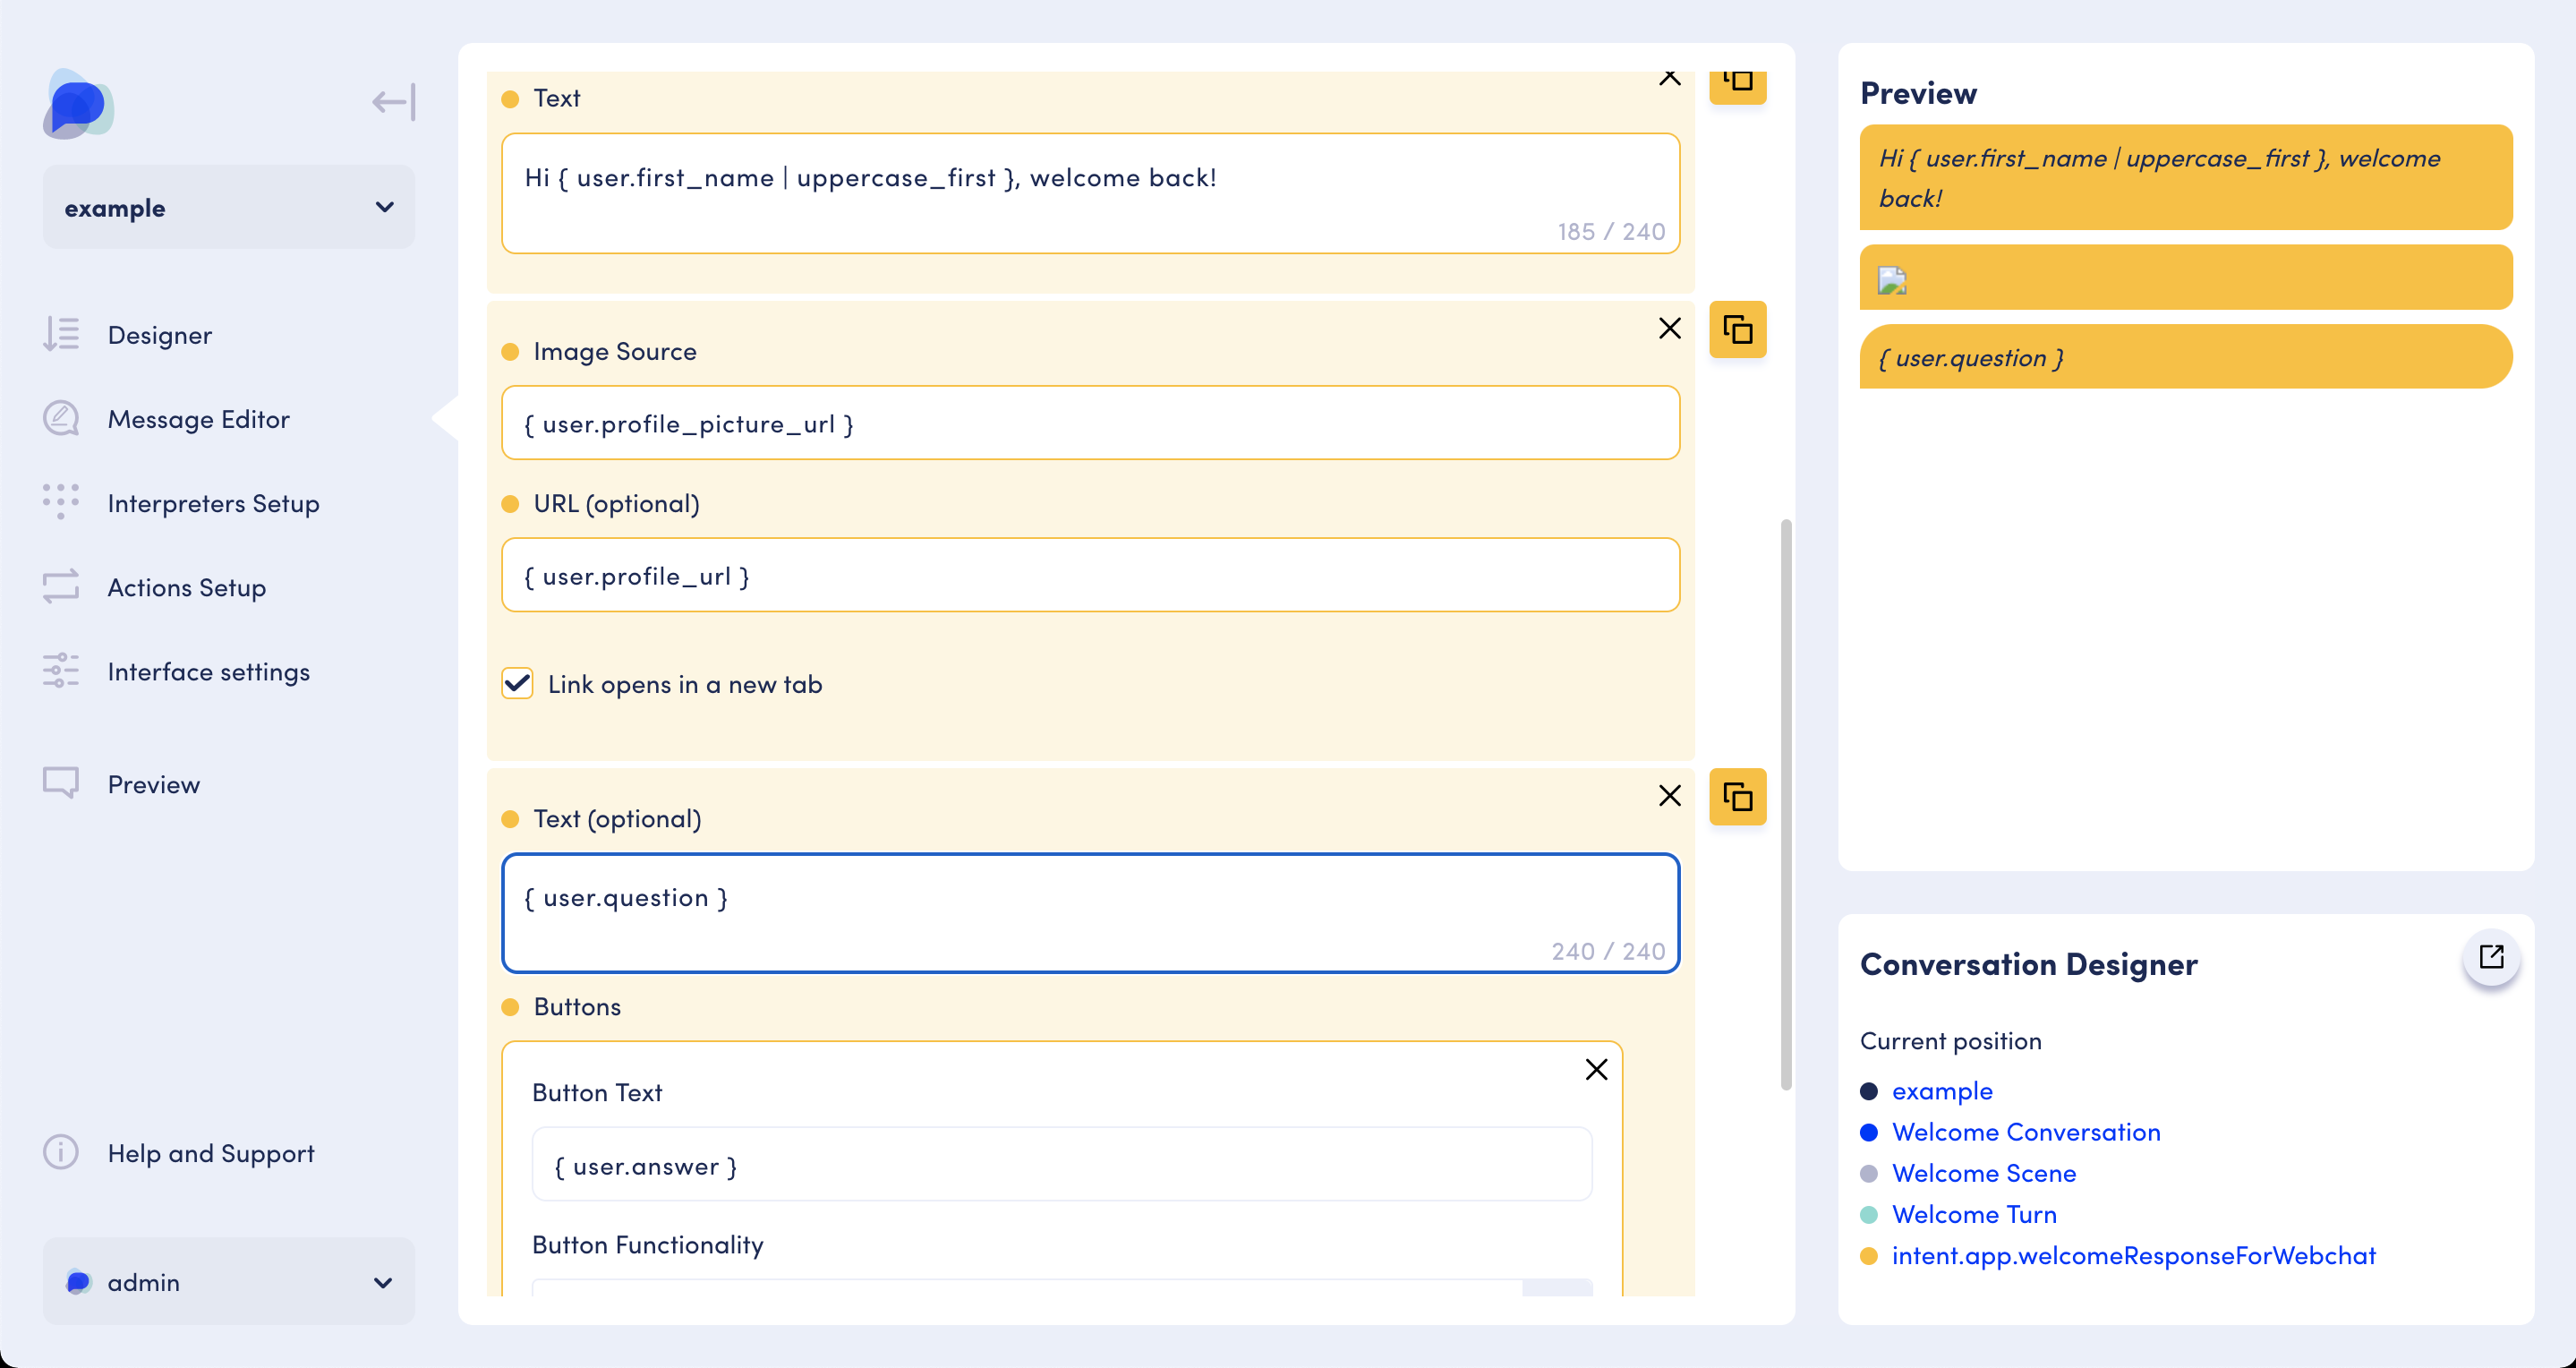 example
Designer
Message Editor
Interpreters Setup
Actions Setup
Interface settings
Preview
Help and Support
admin
Text
Hi { user.first_name | uppercase_first }, welcome back!
185 / 240
Image Source
{ user.profile_picture_url }
URL (optional)
{ user.profile_url }
Link opens in a new tab
Text (optional)
{ user.question }
240 / 240
Buttons
Button Text
{ user.answer }
Button Functionality
Preview
Hi { user.first_name | uppercase_first }, welcome
back!
{ user.question }
Conversation Designer
Current position
example
Welcome Conversation
Welcome Scene
Welcome Turn
intent.app.welcomeResponseForWebchat